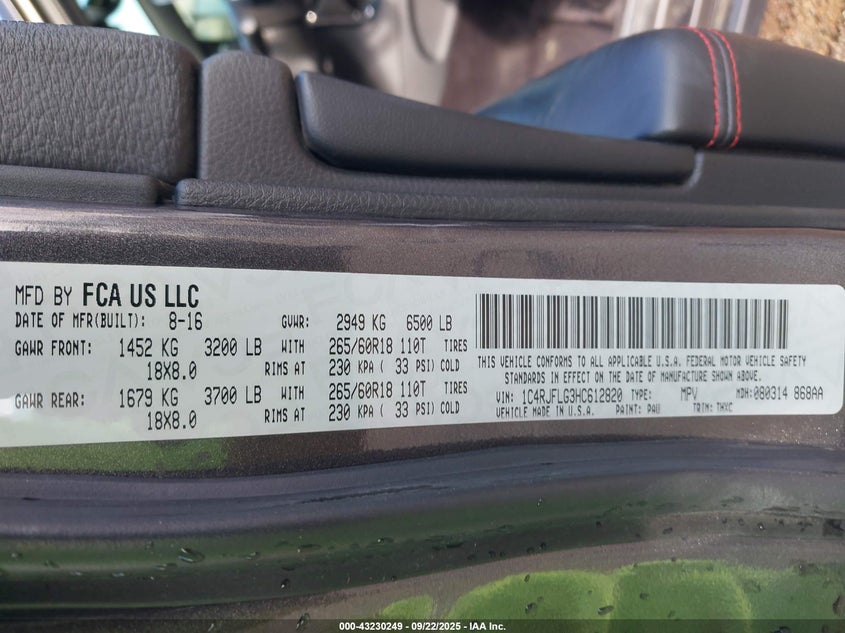 MFD BY FCA US LLC
DATE OF MFR(BUILT): 8-16 GVWR: 2949 KG 6500 LB
GAWR FRONT: 1452 KG 3200 LB WITH 265/60R18 110T TIRES
18X8.0 RIMS AT 230 KPA ( 33 PSI) COLD
GAWR REAR: 1679 KG 3700 LB WITH 265/60R18 110T TIRES
18X8.0 RIMS AT 230 KPA ( 33 PSI) COLD
THIS VEHICLE CONFORMS TO ALL APPLICABLE U.S.A. FEDERAL MOTOR VEHICLE SAFETY
STANDARDS IN EFFECT ON THE DATE OF MANUFACTURE SHOWN ABOVE.
VIN: 1C4RJFLG3HC612820 TYPE: MPV MDH:080314 868AA
VEHICLE MADE IN U.S.A. PAINT: PAU TRIM: THXC
000-43230249 - 09/22/2025 - IAA Inc.